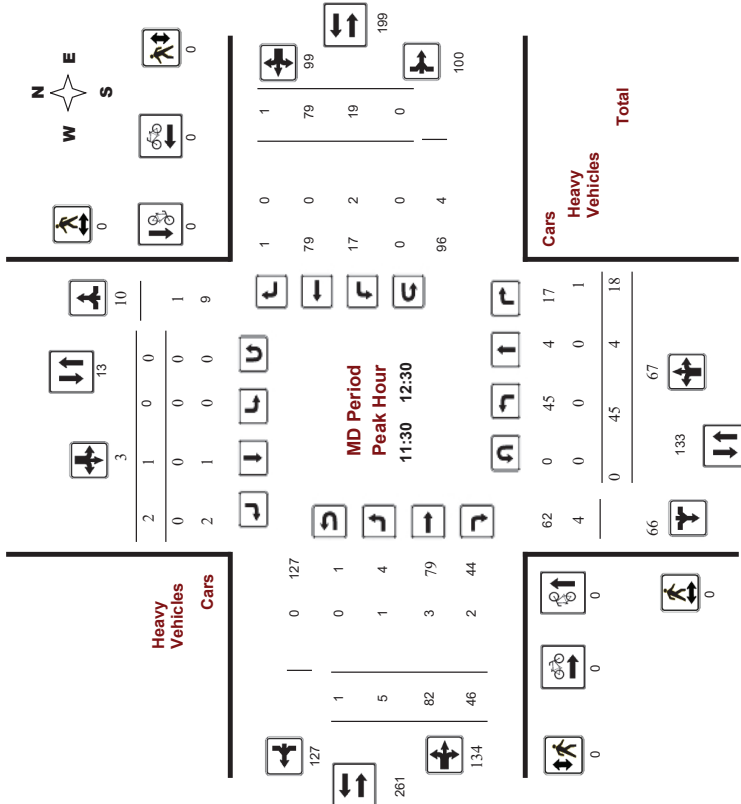 N
W E
S
0
0
0
0
199
99
100
1 79 19 0
0 0 2 0 4
1 79 17 0 96
10
13
3
2 1 0 0
0 0 0 0 1
2 1 0 0 9
Heavy
Vehicles
Cars
MD Period
Peak Hour
11:30 12:30
Cars
Heavy
Vehicles
Total
0 45 4 17
0 0 0 1
0 45 4 18
62
4
66
133
67
127 1 4 79 44
0 0 1 3 2
1 5 82 46
127
261
134
0
0
0
0